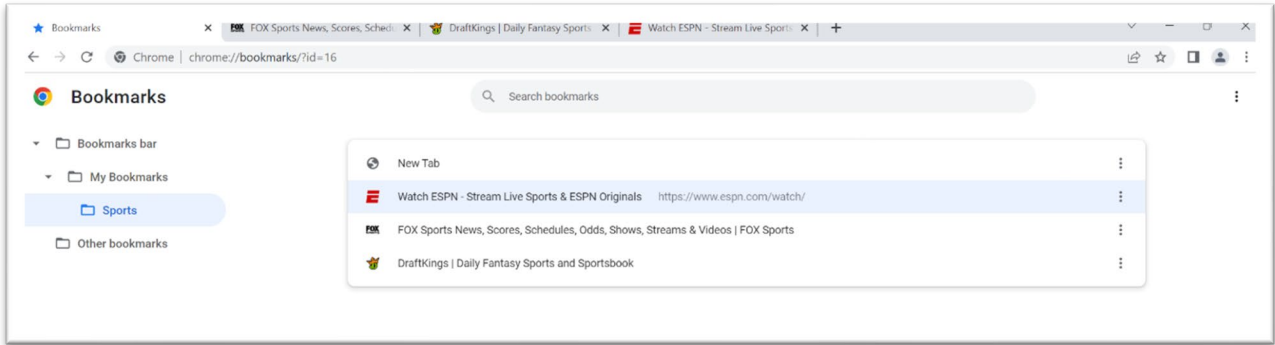 Bookmarks
FOX Sports News, Scores, Schedu
DraftKings | Daily Fantasy Sports
Watch ESPN - Stream Live Sports
Chrome | chrome://bookmarks/?id=16
Bookmarks
Search bookmarks
Bookmarks bar
My Bookmarks
Sports
Other bookmarks
New Tab
Watch ESPN - Stream Live Sports & ESPN Originals https://www.espn.com/watch/
FOX FOX Sports News, Scores, Schedules, Odds, Shows, Streams & Videos | FOX Sports
DraftKings | Daily Fantasy Sports and Sportsbook